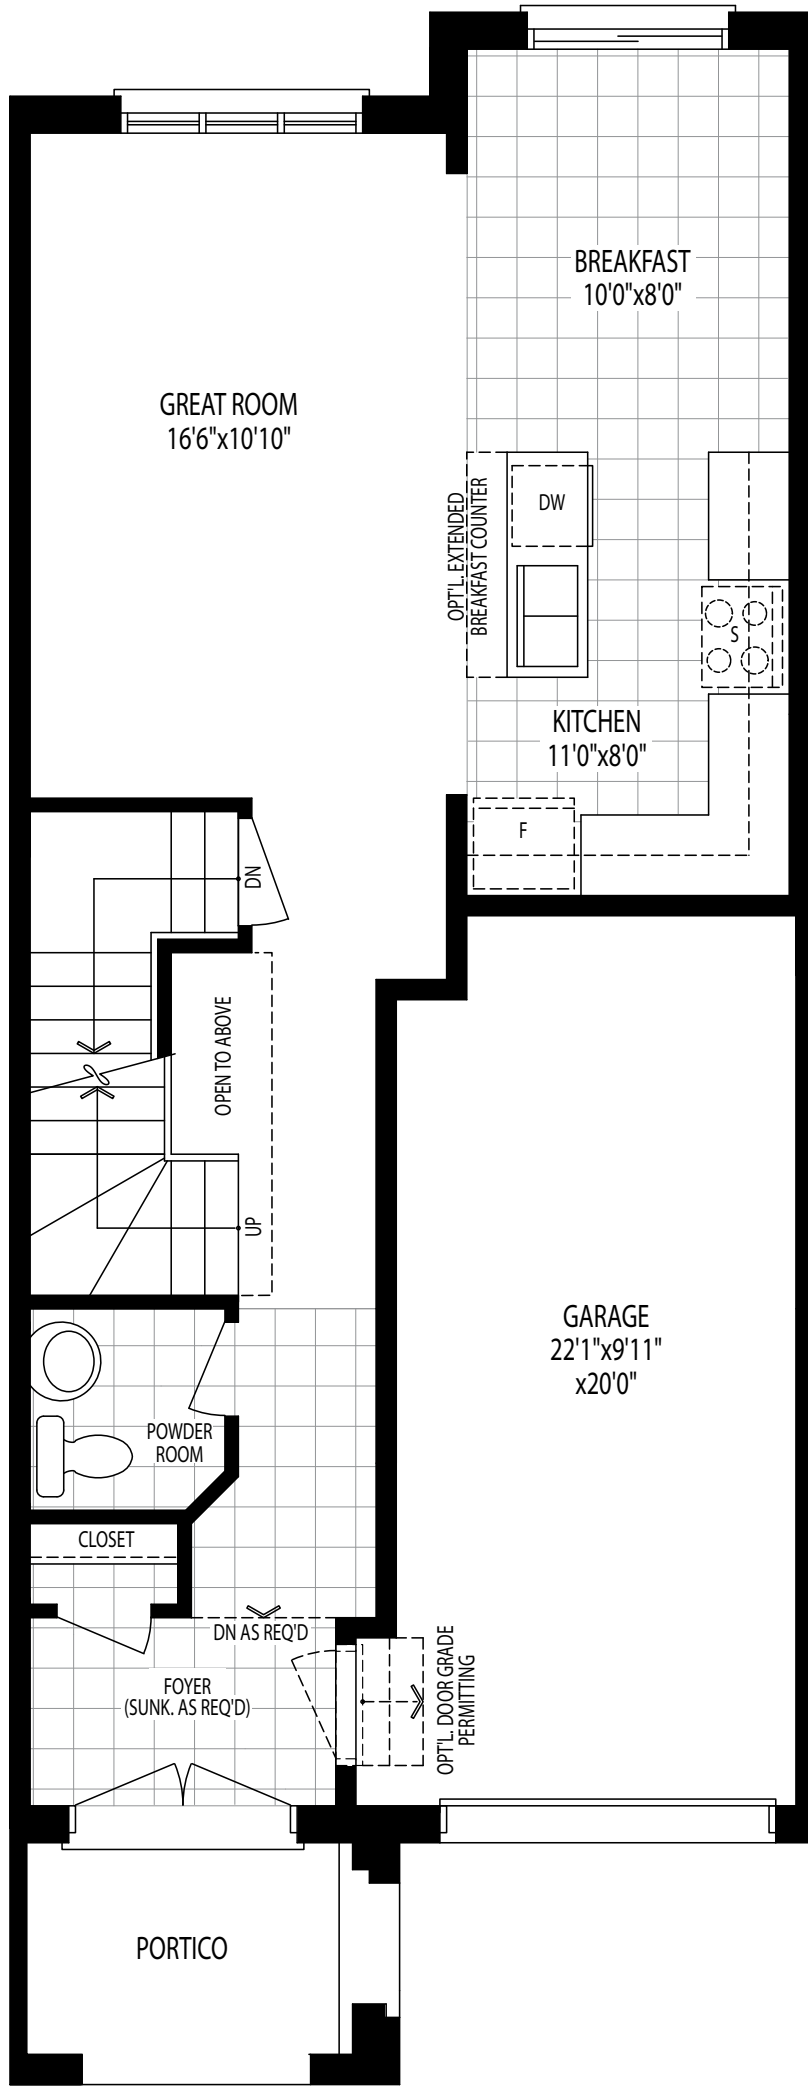 BREAKFAST
10'0"x8'0"
GREAT ROOM
16'6"x10'10"
OPT'L. EXTENDED
BREAKFAST COUNTER
DW
S
KITCHEN
11'0"x8'0"
F
DN
OPEN TO ABOVE
UP
GARAGE
22'1"x9'11"
x20'0"
POWDER
ROOM
CLOSET
DN AS REQ'D
FOYER
(SUNK. AS REQ'D)
OPT'L. DOOR GRADE
PERMITTING
PORTICO